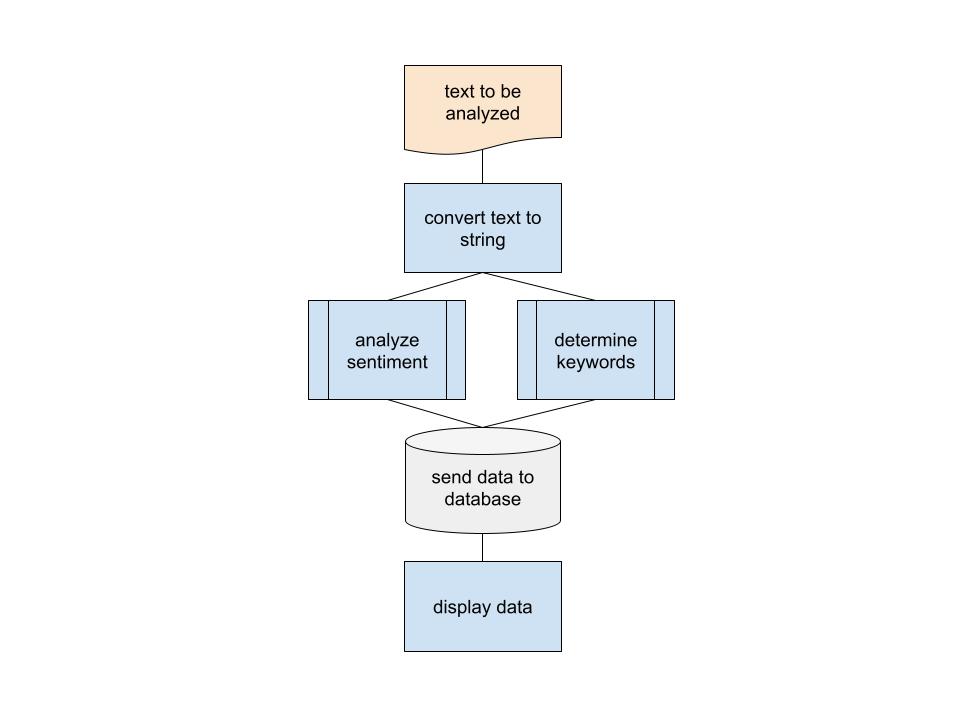 text to be
analyzed
convert text to
string
analyze
sentiment
determine
keywords
send data to
database
display data